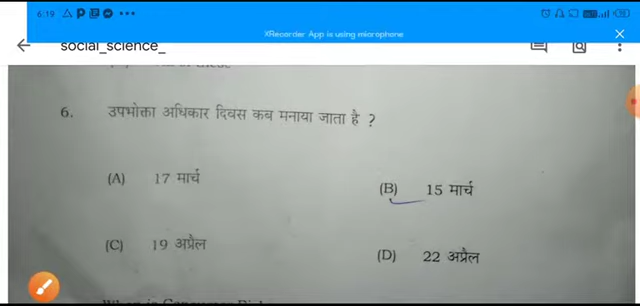 6:19
XRecorder App is using microphone
social_science_
6. उपभोक्ता अधिकार दिवस कब मनाया जाता है ?
(A) 17 मार्च
(B) 15 मार्च
(C) 19 अप्रैल
(D) 22 अप्रैल